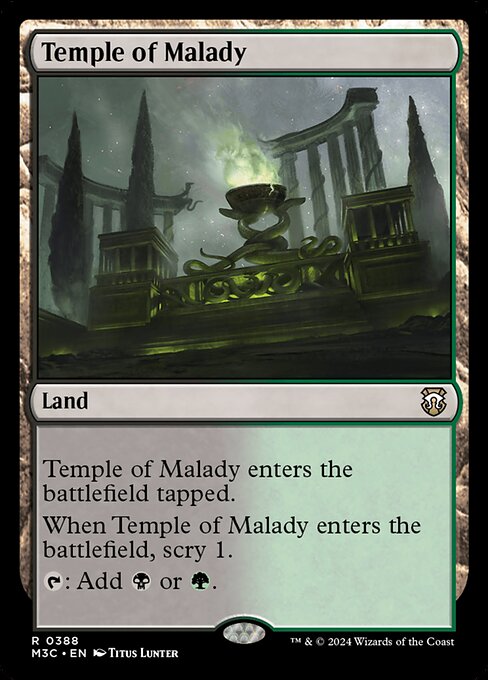 Temple of Malady
Land
Temple of Malady enters the
battlefield tapped.
When Temple of Malady enters the
battlefield, scry 1.
: Add or .
R 0388
M3C • EN Titus Lunter
™ & © 2024 Wizards of the Coast